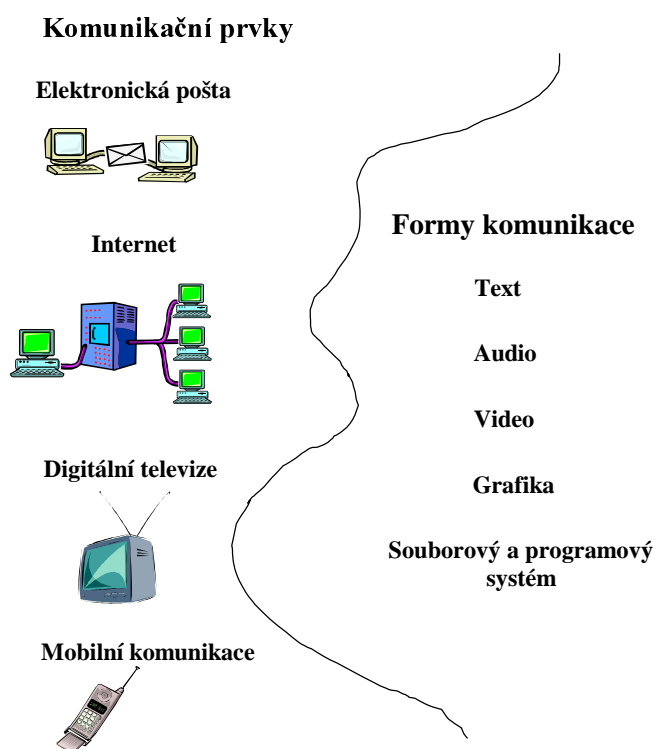 Komunikační prvky
Elektronická pošta
Internet
Digitální televize
Mobilní komunikace
Formy komunikace
Text
Audio
Video
Grafika
Souborový a programový
systém